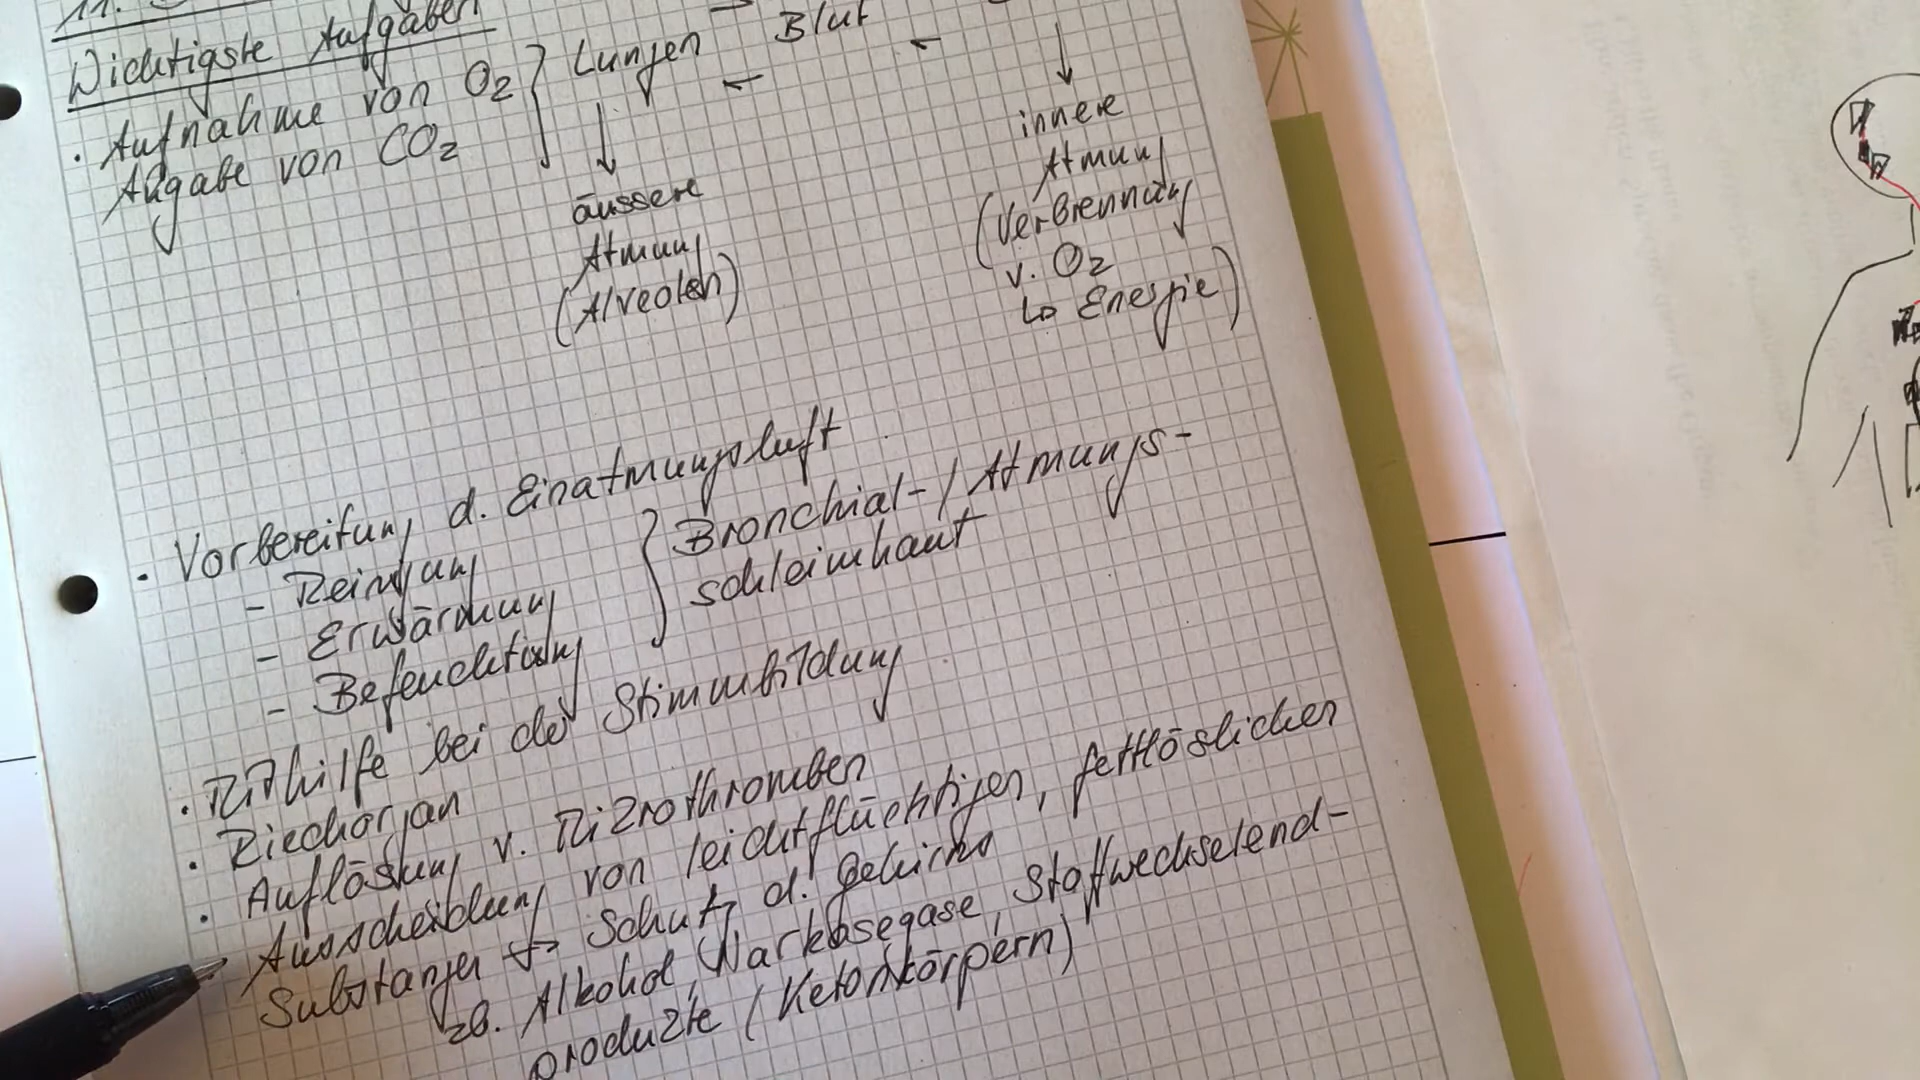 11.
Wichtigste Aufgaben
· Aufnahme von O2 } Lungen → Blut
Abgabe von CO2 ← ←
↓ ↓
äussere
Atmung
(Alveolen)
innere
Atmung
(Verbrennung
v. O2
↳ Energie)
· Vorbereitung d. Einatmungsluft
- Reinigung } Bronchial-/Atmungs-
- Erwärmung schleimhaut
- Befeuchtung
· Mithilfe bei der Stimmbildung
· Riechorgan
· Auflösung v. Mikrothromben
Ausscheidung von leichtflüchtigen, fettlöslichen
Substanzen → Schutz d. Gehirns
zb. Alkohol, Narkosegase, Stoffwechselend-
produkte (Ketonkörpern)